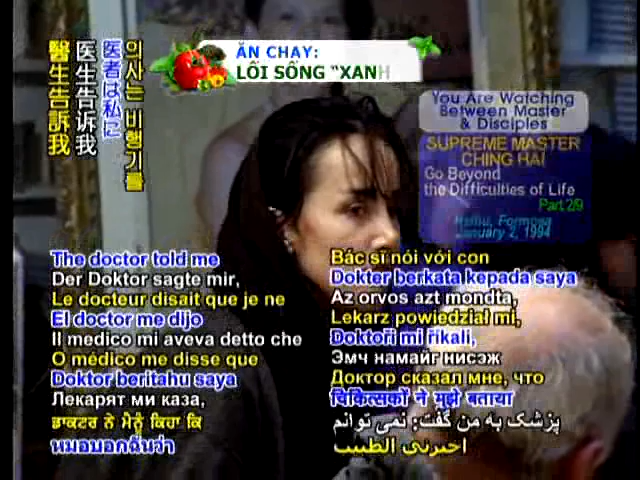 醫生告訴我
医生告诉我
医者は私に
의사는 비행기를
ĂN CHAY:
LỐI SỐNG "XANH
You Are Watching
Between Master
& Disciples
SUPREME MASTER
CHING HAI
Go Beyond
the Difficulties of Life
Part 2/9
Formosa
January 2, 1994
The doctor told me
Der Doktor sagte mir,
Le docteur disait que je ne
El doctor me dijo
Il medico mi aveva detto che
O médico me disse que
Doktor beritahu saya
Лекарят ми каза,
ਡਾਕਟਰ ਨੇ ਮੈਨੂੰ ਕਿਹਾ ਕਿ
หมอบอกฉันว่า
Bác sĩ nói với con
Dokter berkata kepada saya
Az orvos azt mondta,
Lekarz powiedział mi,
Doktoři mi říkali,
Эмч намайг нисэж
Доктор сказал мне, что
चिकित्सकों ने मुझे बताया
پزشک به من گفت: نمی توانم
اخبرني الطبيب